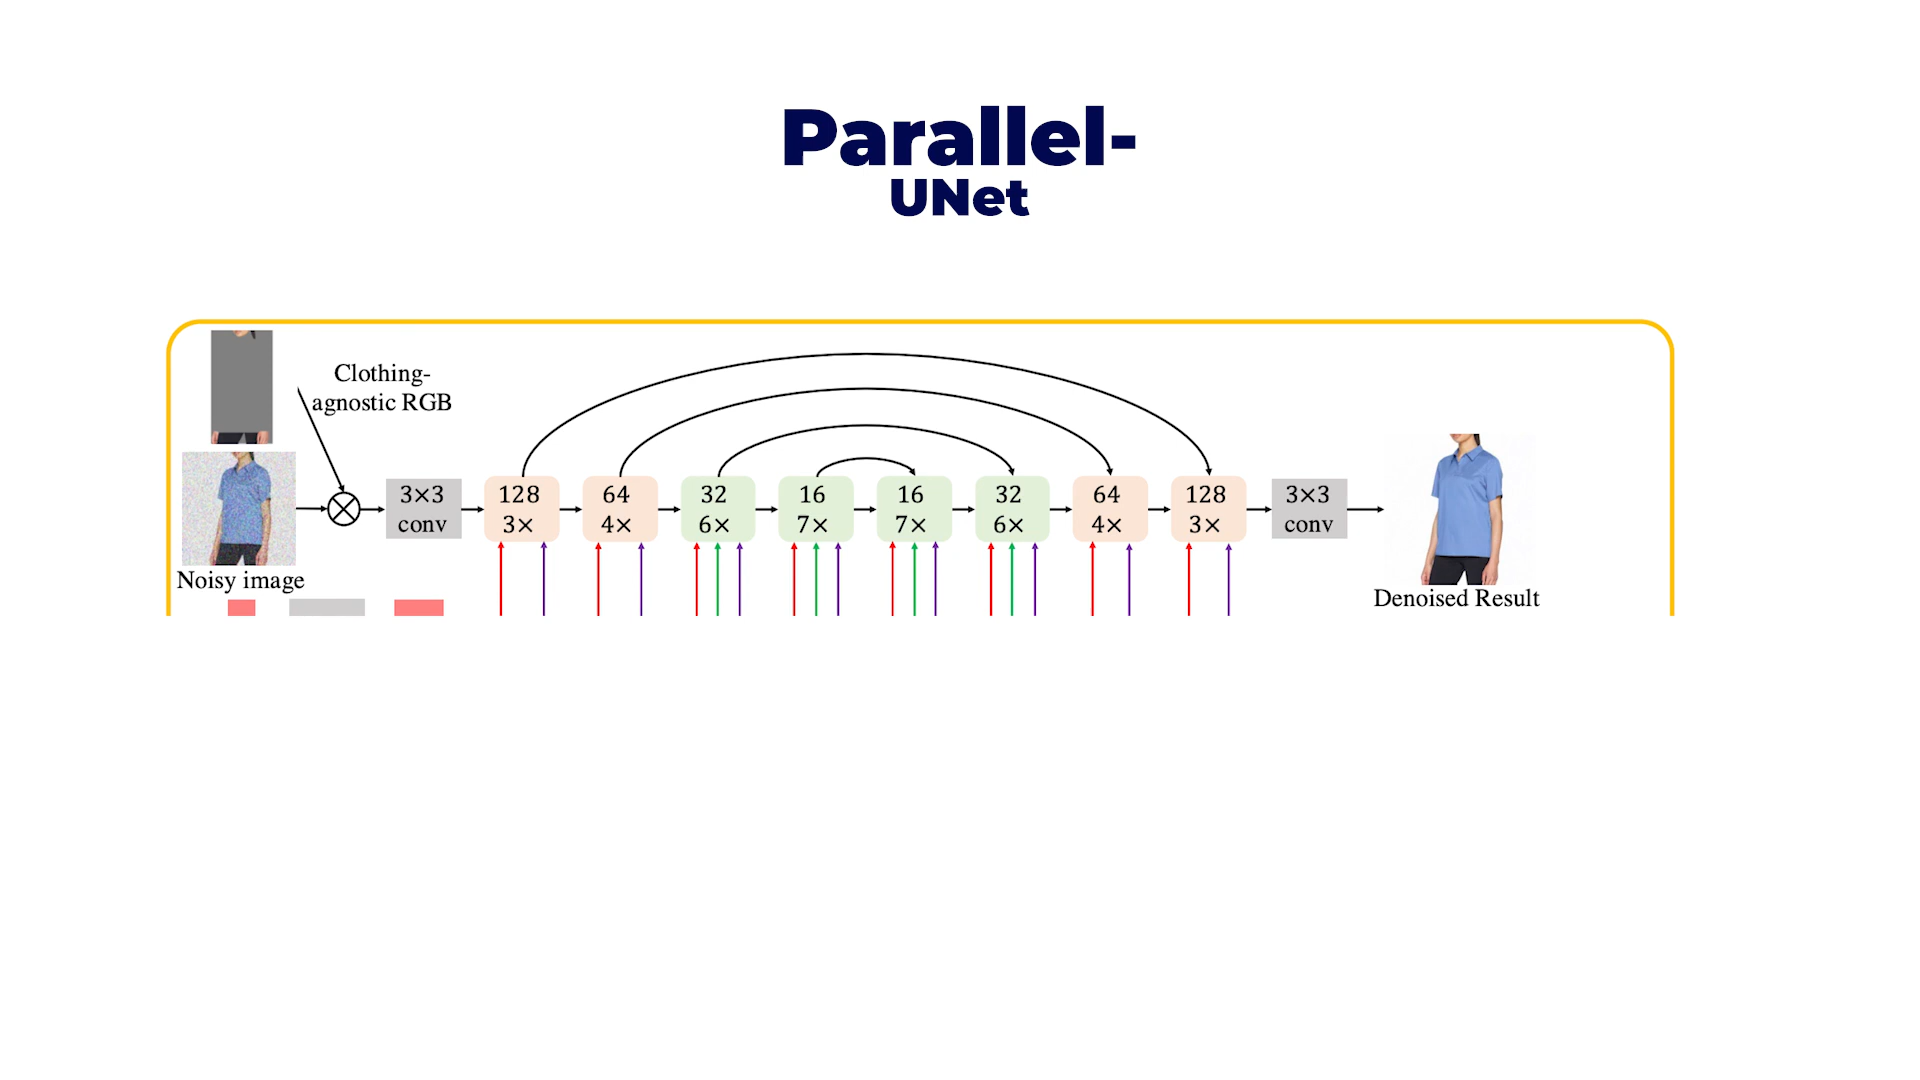 Parallel-
UNet
Clothing-
agnostic RGB
3×3
conv
128
3×
64
4×
32
6×
16
7×
16
7×
32
6×
64
4×
128
3×
3×3
conv
Noisy image
Denoised Result